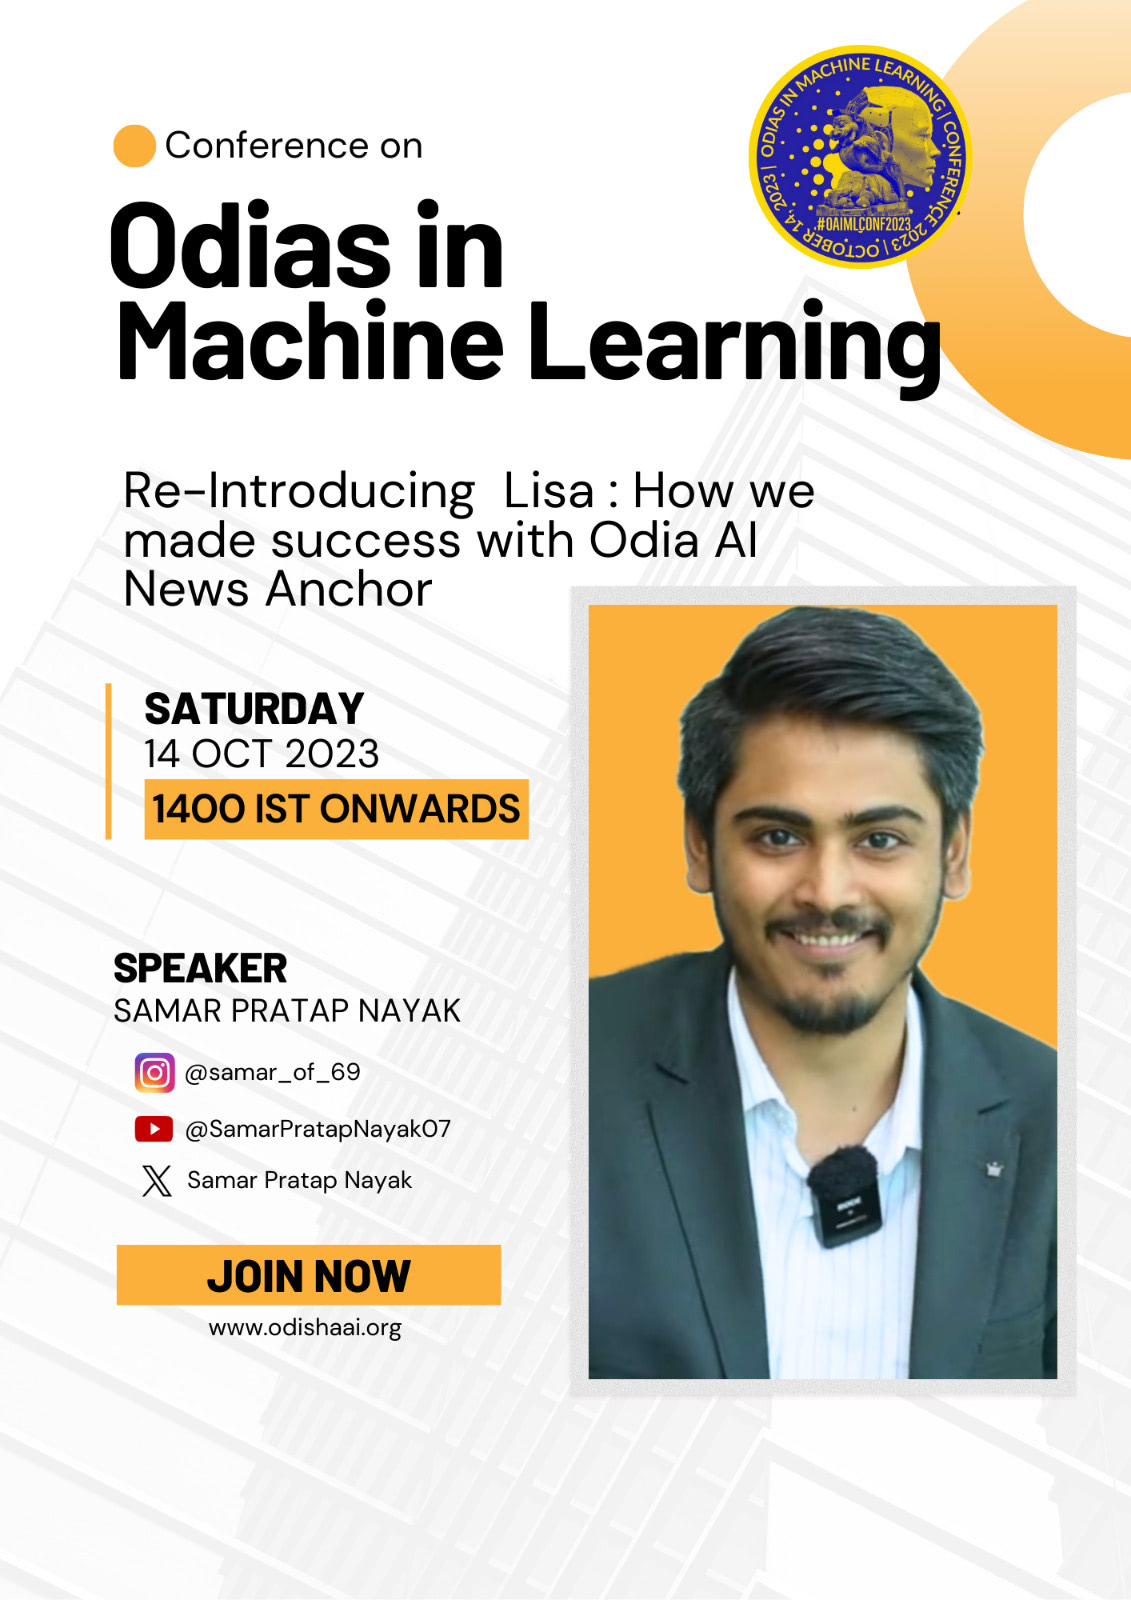 ODIAS IN MACHINE LEARNING | CONFERENCE 2023 | OCTOBER 14, 2023 |
#OAIMLCONF2023
Conference on
Odias in
Machine Learning
Re-Introducing Lisa : How we
made success with Odia AI
News Anchor
SATURDAY
14 OCT 2023
1400 IST ONWARDS
SPEAKER
SAMAR PRATAP NAYAK
@samar_of_69
@SamarPratapNayak07
Samar Pratap Nayak
JOIN NOW
www.odishaai.org